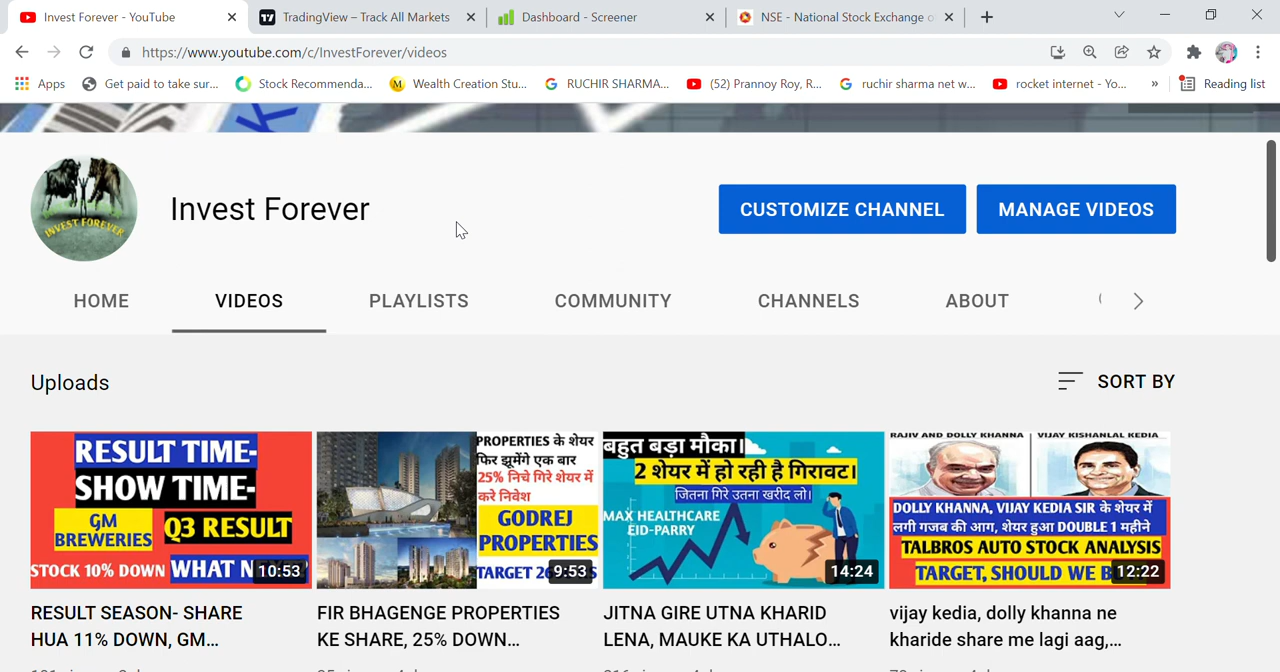 Invest Forever - YouTube
TradingView – Track All Markets
Dashboard - Screener
NSE - National Stock Exchange o
https://www.youtube.com/c/InvestForever/videos
Apps
Get paid to take sur...
Stock Recommenda...
Wealth Creation Stu...
RUCHIR SHARMA...
(52) Prannoy Roy, R...
ruchir sharma net w...
rocket internet - Yo...
»
Reading list
INVEST FOREVER
Invest Forever
CUSTOMIZE CHANNEL
MANAGE VIDEOS
HOME
VIDEOS
PLAYLISTS
COMMUNITY
CHANNELS
ABOUT
Uploads
SORT BY
RESULT TIME-
SHOW TIME-
GM
BREWERIES
Q3 RESULT
STOCK 10% DOWN
WHAT N
10:53
PROPERTIES के शेयर
फिर झूमेंगे एक बार
25% निचे गिरे शेयर में
करे निवेश
GODREJ
PROPERTIES
TARGET 26
9:53
बहुत बड़ा मौका।
2 शेयर में हो रही है गिरावट।
जितना गिरे उतना खरीद लो।
MAX HEALTHCARE
EID-PARRY
14:24
RAJIV AND DOLLY KHANNA
VIJAY KISHANLAL KEDIA
DOLLY KHANNA, VIJAY KEDIA SIR के शेयर में
लगी गजब की आग, शेयर हुआ DOUBLE 1 महीने
TALBROS AUTO STOCK ANALYSIS
TARGET, SHOULD WE B
12:22
RESULT SEASON- SHARE
HUA 11% DOWN, GM...
FIR BHAGENGE PROPERTIES
KE SHARE, 25% DOWN...
JITNA GIRE UTNA KHARID
LENA, MAUKE KA UTHALO...
vijay kedia, dolly khanna ne
kharide share me lagi aag,...